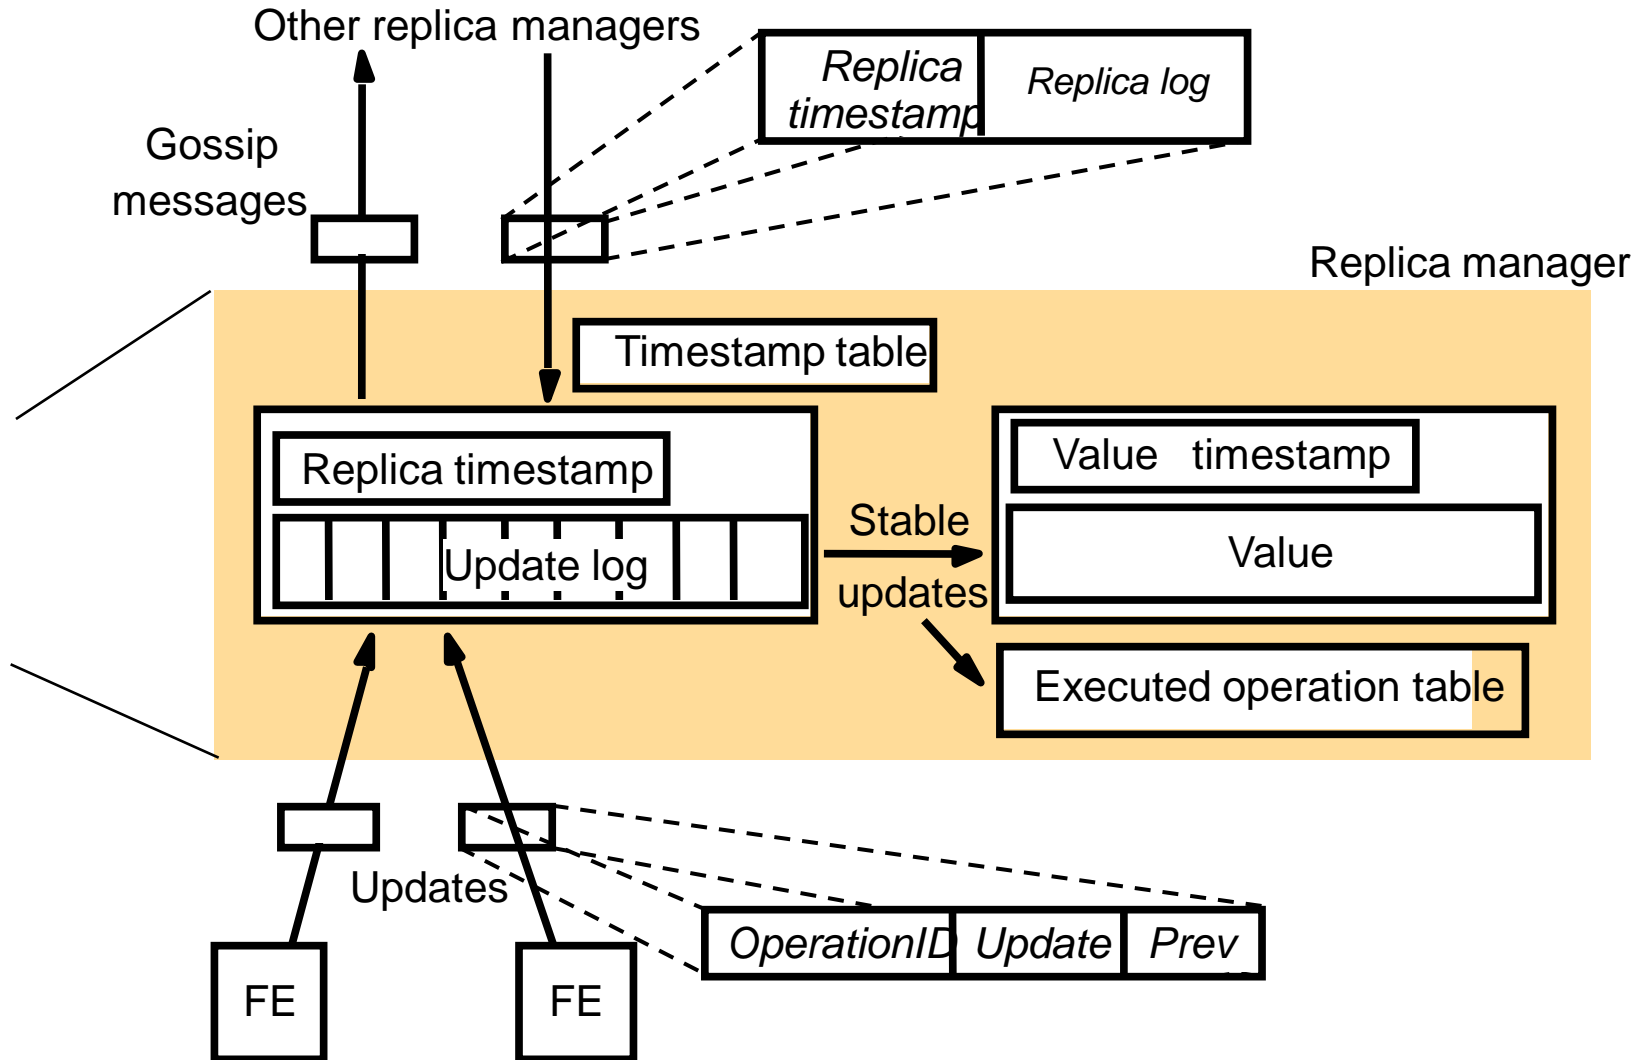 Other replica managers
Replica
timestamp
Replica log
Gossip
messages
Replica manager
Timestamp table
Replica timestamp
Update log
Stable
updates
Value timestamp
Value
Executed operation table
Updates
OperationID
Update
Prev
FE
FE